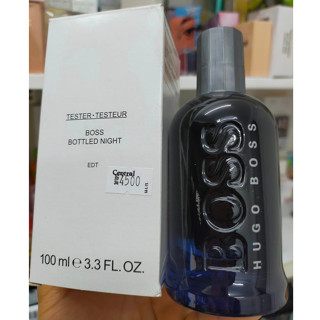 TESTER • TESTEUR
BOSS
BOTTLED NIGHT
EDT
Central
4500
100 ml e 3.3 FL.OZ.
BOSS
HUGO BOSS